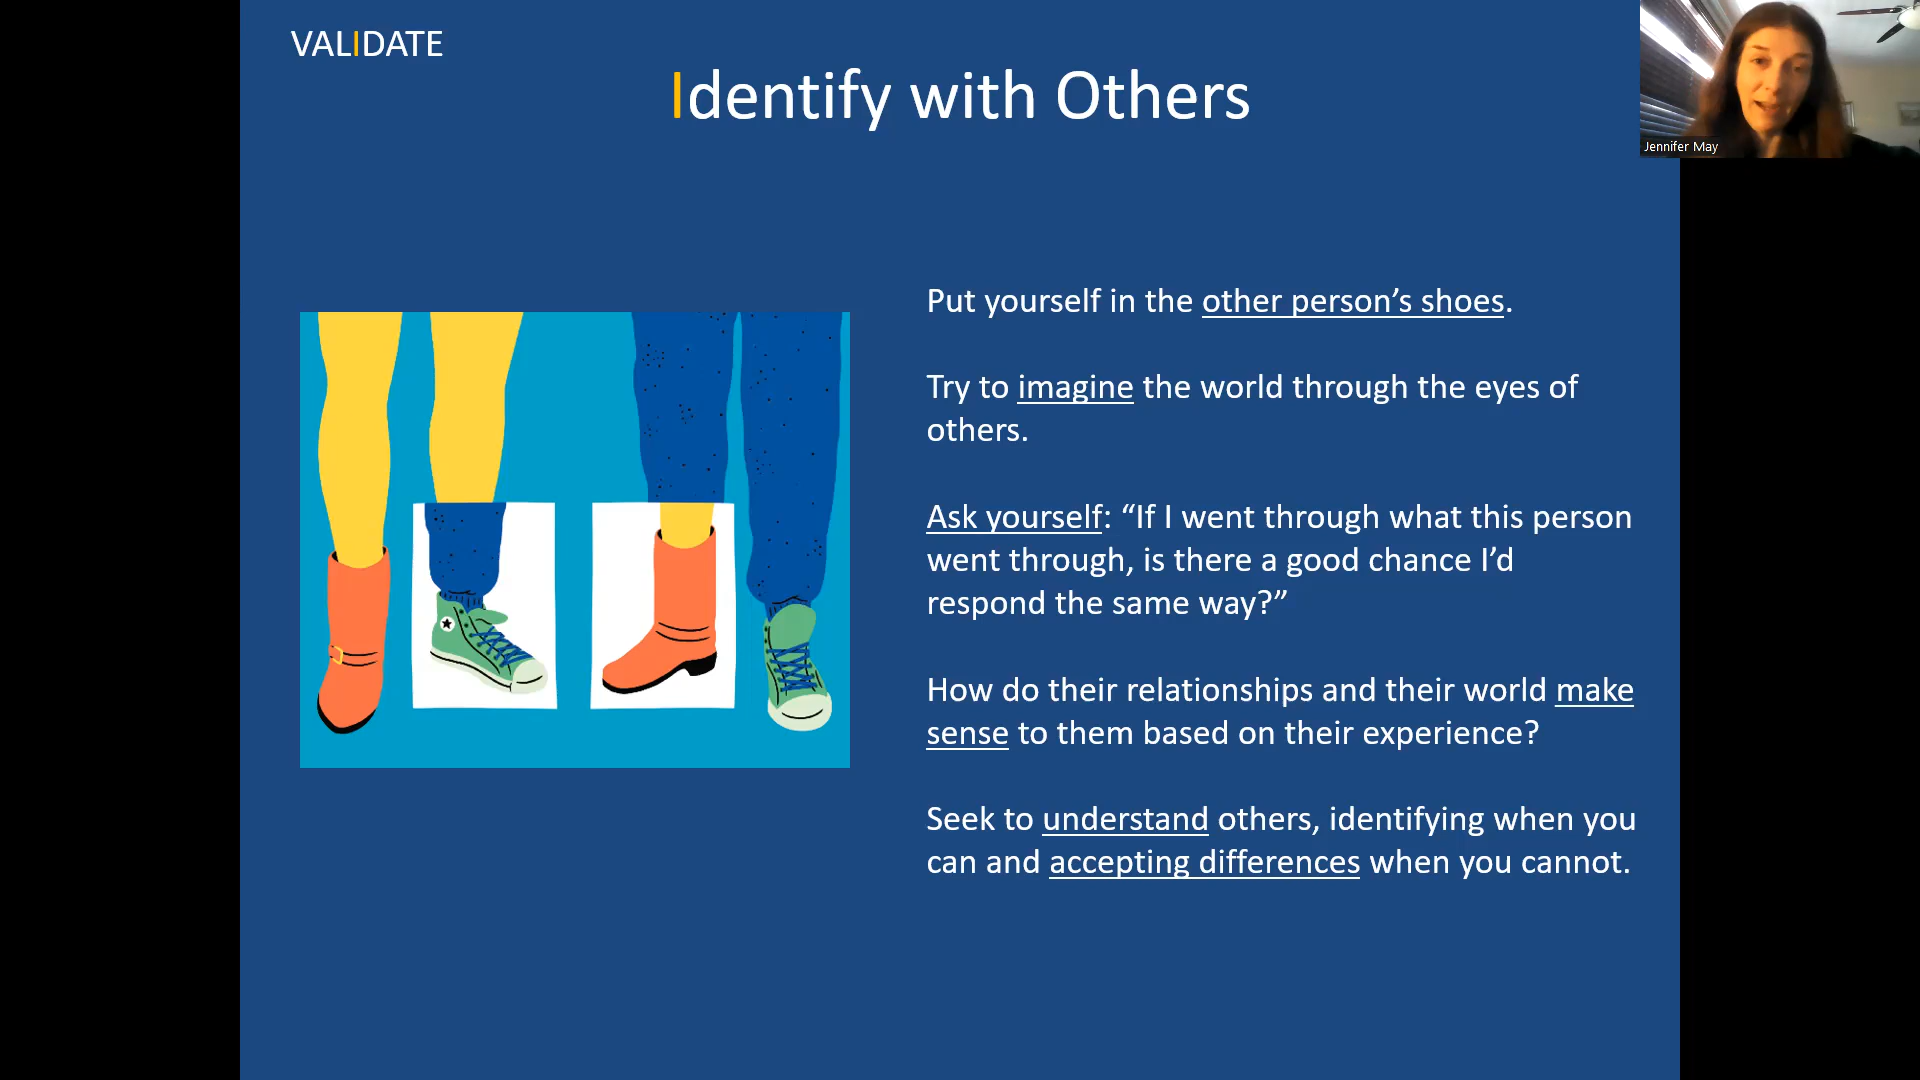 VALIDATE
Identify with Others
Jennifer May
Put yourself in the other person’s shoes.
Try to imagine the world through the eyes of
others.
Ask yourself: “If I went through what this person
went through, is there a good chance I’d
respond the same way?”
How do their relationships and their world make
sense to them based on their experience?
Seek to understand others, identifying when you
can and accepting differences when you cannot.